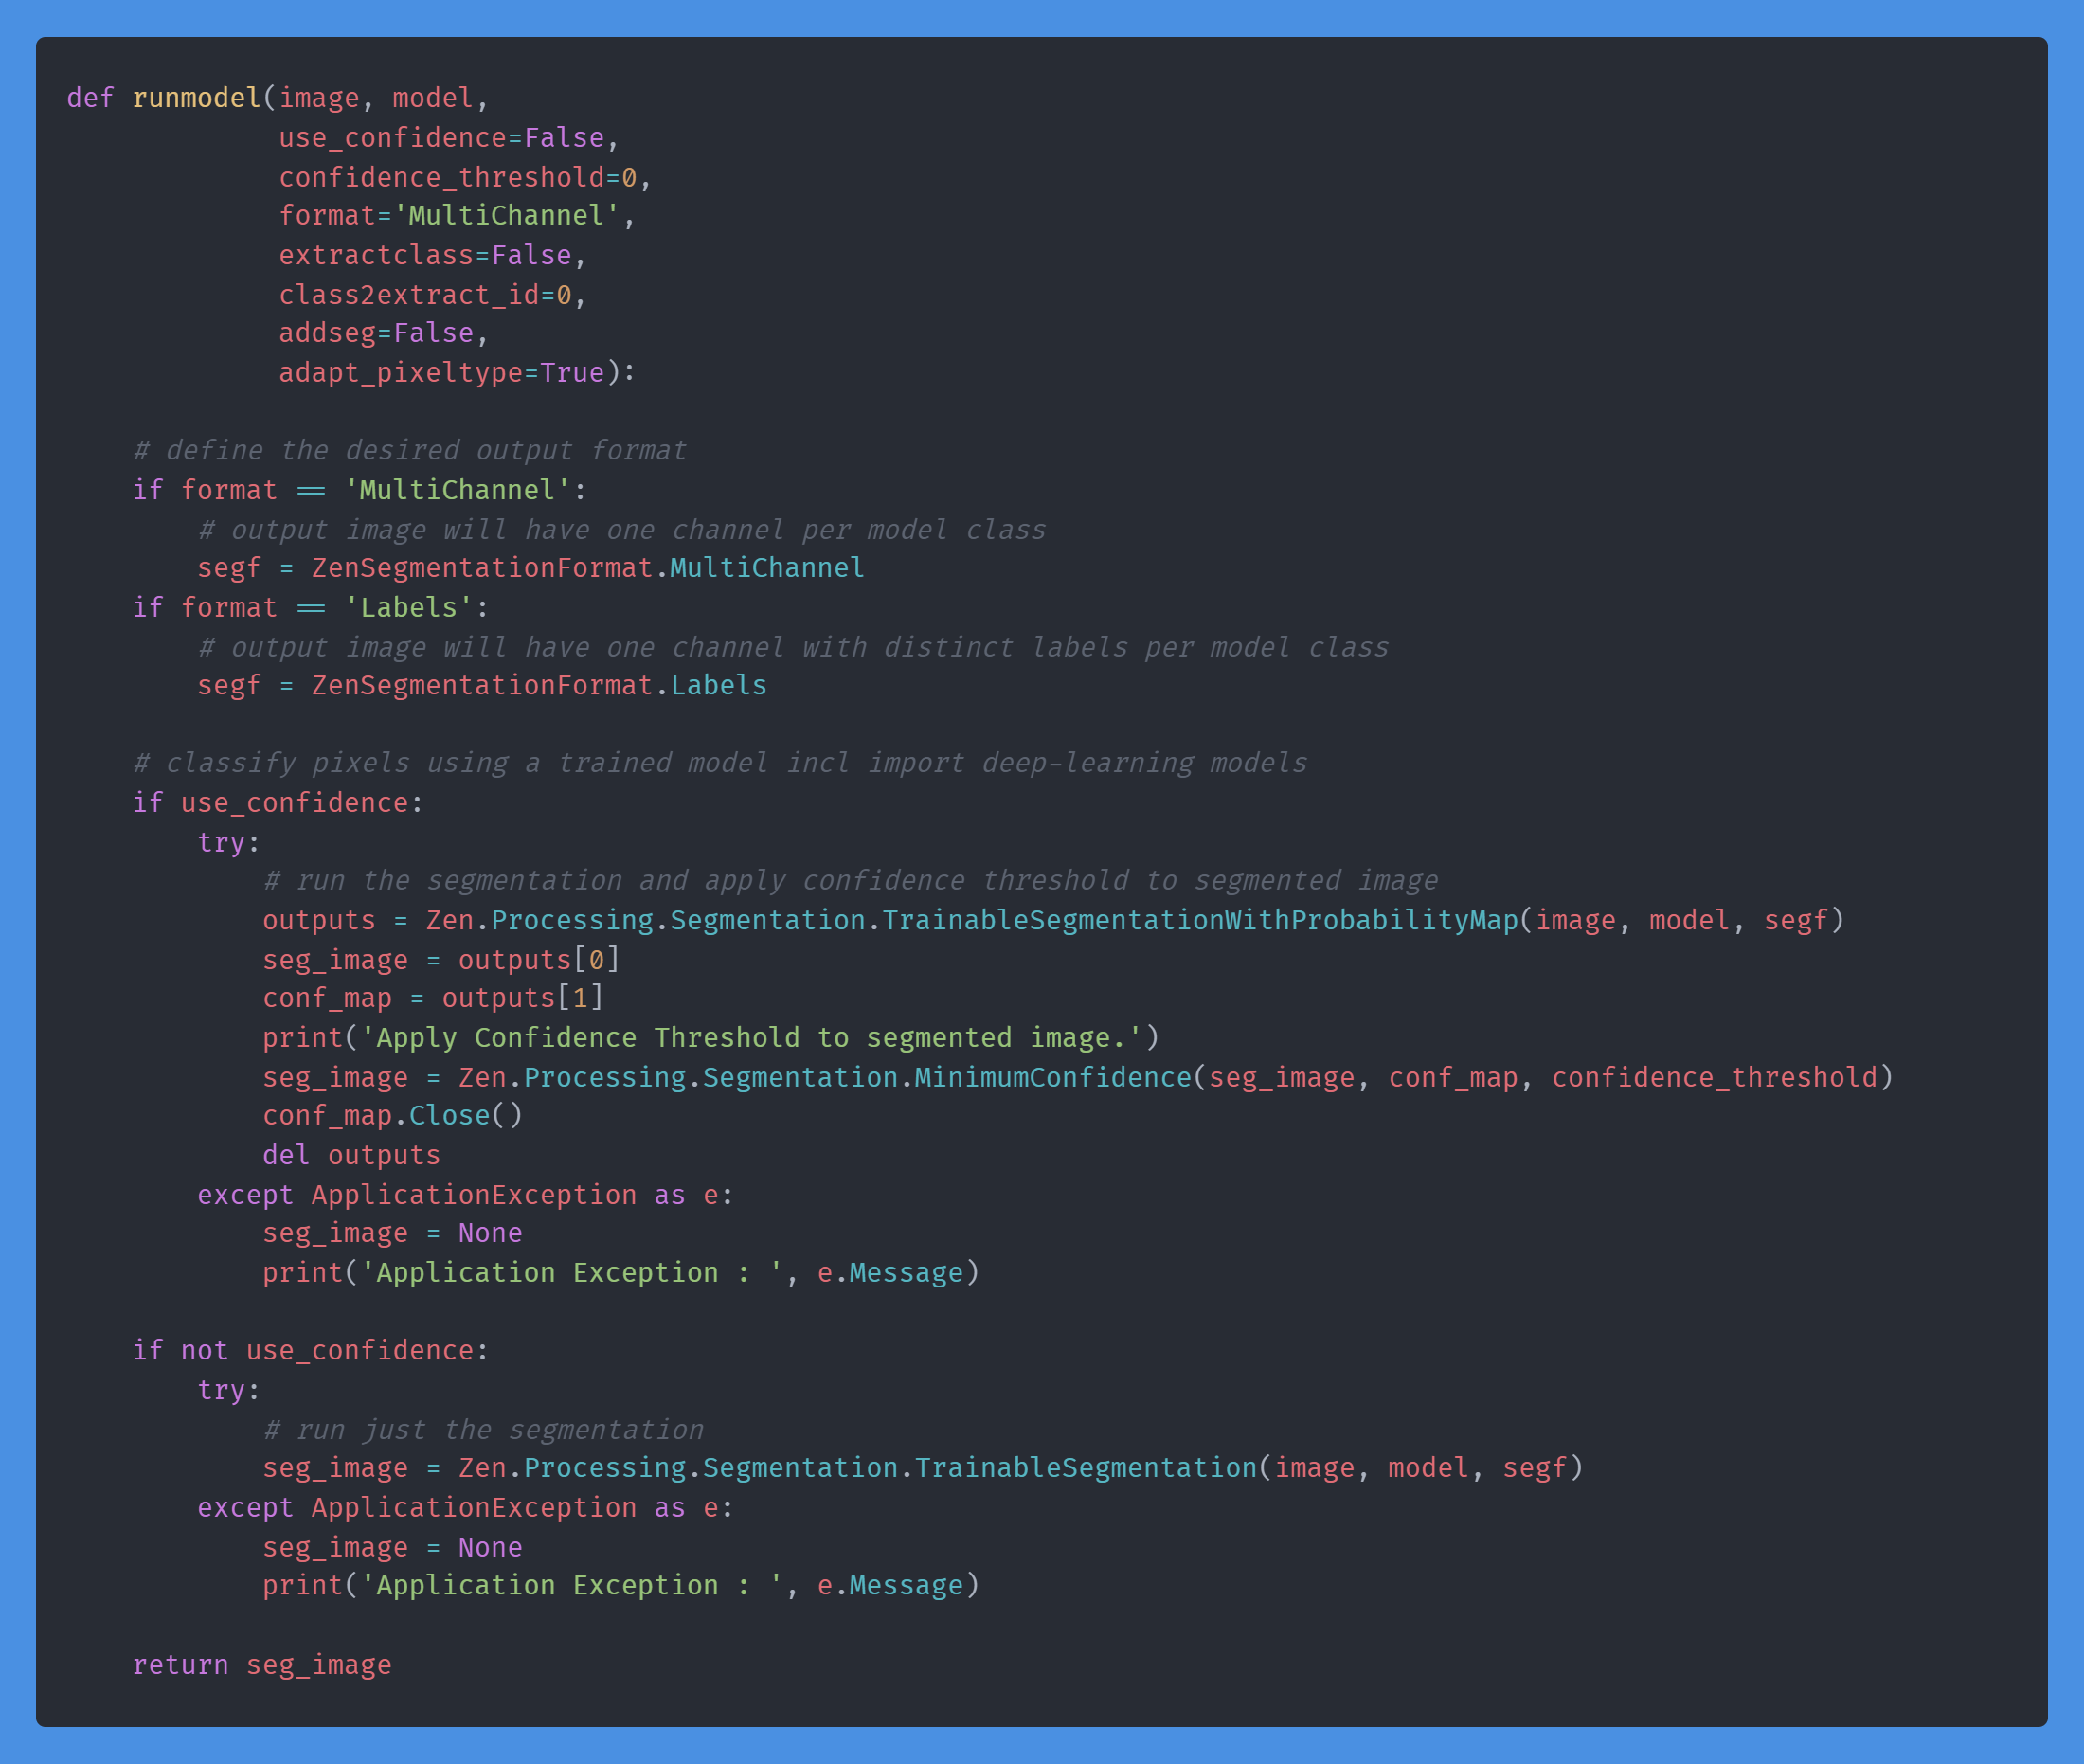 def runmodel(image, model,
             use_confidence=False,
             confidence_threshold=0,
             format='MultiChannel',
             extractclass=False,
             class2extract_id=0,
             addseg=False,
             adapt_pixeltype=True):

    # define the desired output format
    if format == 'MultiChannel':
        # output image will have one channel per model class
        segf = ZenSegmentationFormat.MultiChannel
    if format == 'Labels':
        # output image will have one channel with distinct labels per model class
        segf = ZenSegmentationFormat.Labels

    # classify pixels using a trained model incl import deep-learning models
    if use_confidence:
        try:
            # run the segmentation and apply confidence threshold to segmented image
            outputs = Zen.Processing.Segmentation.TrainableSegmentationWithProbabilityMap(image, model, segf)
            seg_image = outputs[0]
            conf_map = outputs[1]
            print('Apply Confidence Threshold to segmented image.')
            seg_image = Zen.Processing.Segmentation.MinimumConfidence(seg_image, conf_map, confidence_threshold)
            conf_map.Close()
            del outputs
        except ApplicationException as e:
            seg_image = None
            print('Application Exception : ', e.Message)

    if not use_confidence:
        try:
            # run just the segmentation
            seg_image = Zen.Processing.Segmentation.TrainableSegmentation(image, model, segf)
        except ApplicationException as e:
            seg_image = None
            print('Application Exception : ', e.Message)

    return seg_image